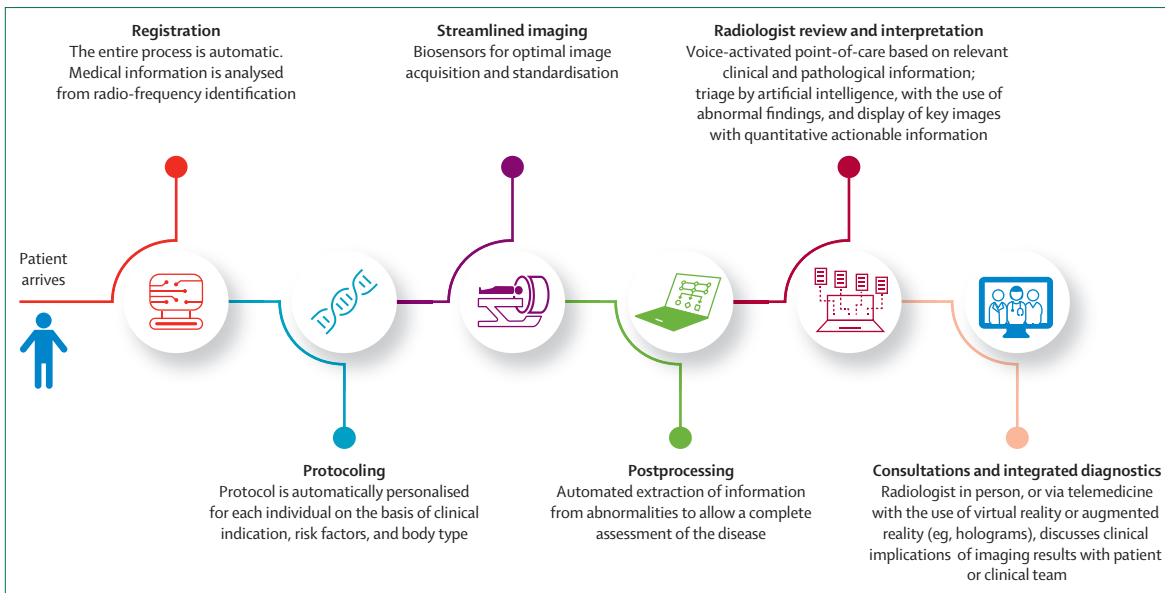 Registration
The entire process is automatic.
Medical information is analysed
from radio-frequency identification
Streamlined imaging
Biosensors for optimal image
acquisition and standardisation
Radiologist review and interpretation
Voice-activated point-of-care based on relevant
clinical and pathological information;
triage by artificial intelligence, with the use of
abnormal findings, and display of key images
with quantitative actionable information
Patient
arrives
Protocoling
Protocol is automatically personalised
for each individual on the basis of clinical
indication, risk factors, and body type
Postprocessing
Automated extraction of information
from abnormalities to allow a complete
assessment of the disease
Consultations and integrated diagnostics
Radiologist in person, or via telemedicine
with the use of virtual reality or augmented
reality (eg, holograms), discusses clinical
implications of imaging results with patient
or clinical team